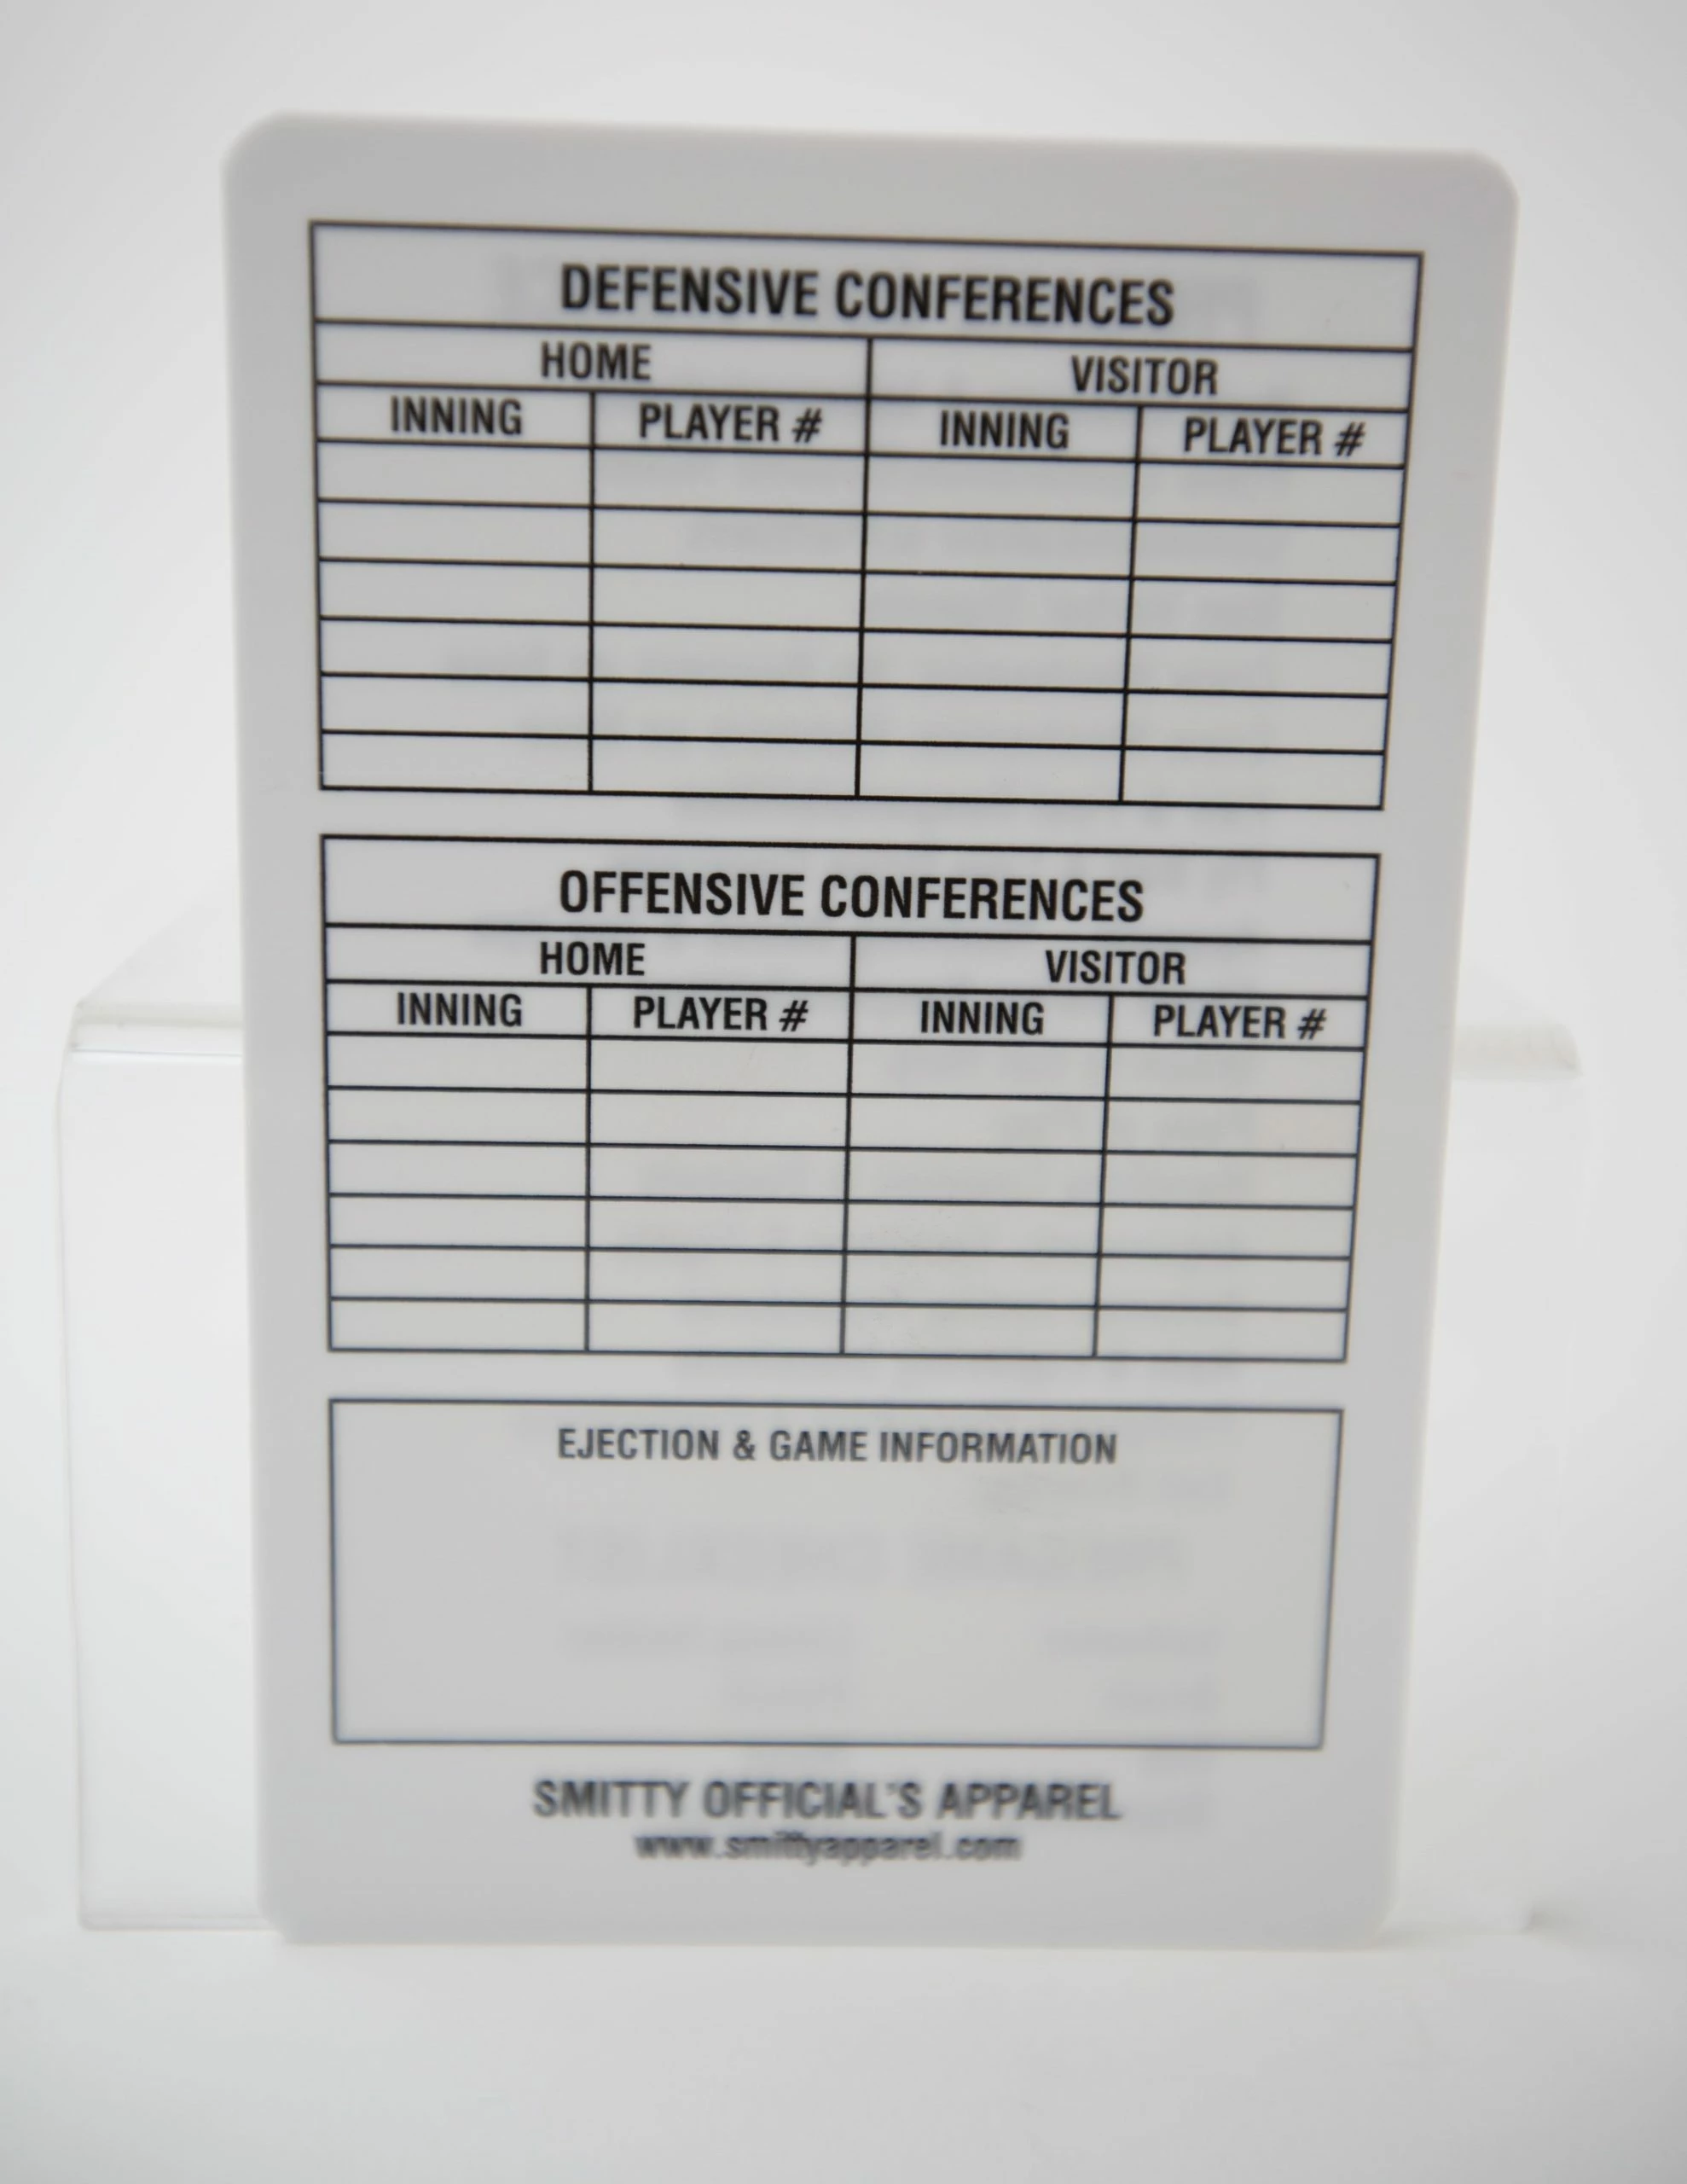 DEFENSIVE CONFERENCES
HOME VISITOR
INNING PLAYER # INNING PLAYER #
OFFENSIVE CONFERENCES
HOME VISITOR
INNING PLAYER # INNING PLAYER #
EJECTION & GAME INFORMATION
SMITTY OFFICIAL'S APPAREL
www.smittyapparel.com